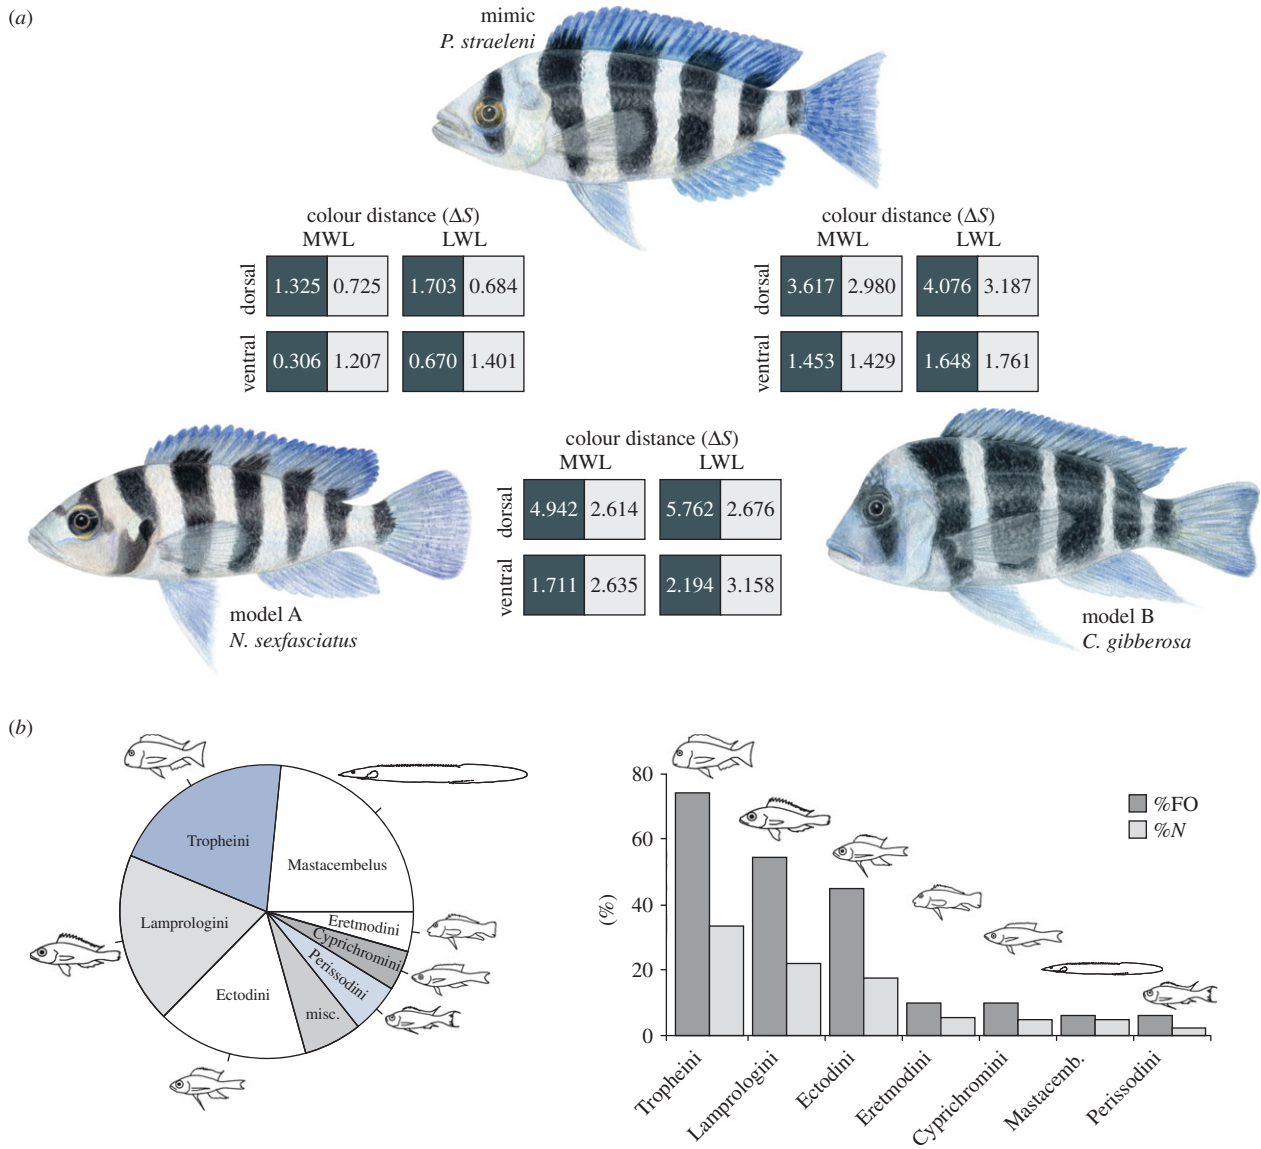 (a)
mimic
P. straeleni
colour distance (ΔS)
MWL LWL
dorsal 1.325 0.725 1.703 0.684
ventral 0.306 1.207 0.670 1.401
colour distance (ΔS)
MWL LWL
dorsal 3.617 2.980 4.076 3.187
ventral 1.453 1.429 1.648 1.761
colour distance (ΔS)
MWL LWL
dorsal 4.942 2.614 5.762 2.676
ventral 1.711 2.635 2.194 3.158
model A
N. sexfasciatus
model B
C. gibberosa
(b)
Tropheini
Mastacembelus
Lamprologini
Eretmodini
Cyprichromini
Perissodini
Ectodini
misc.
80
60
40
20
0
(%)
%FO
%N
Tropheini
Lamprologini
Ectodini
Eretmodini
Cyprichromini
Mastacemb.
Perissodini